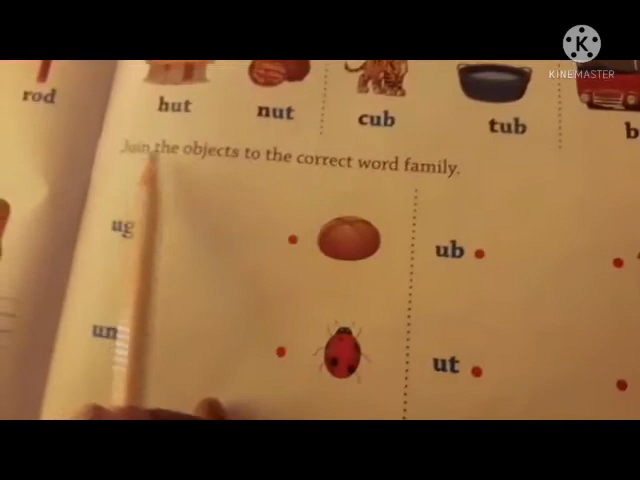 KINEMASTER
rod
hut
nut
cub
tub
b
Join the objects to the correct word family.
ug
ub
un
ut